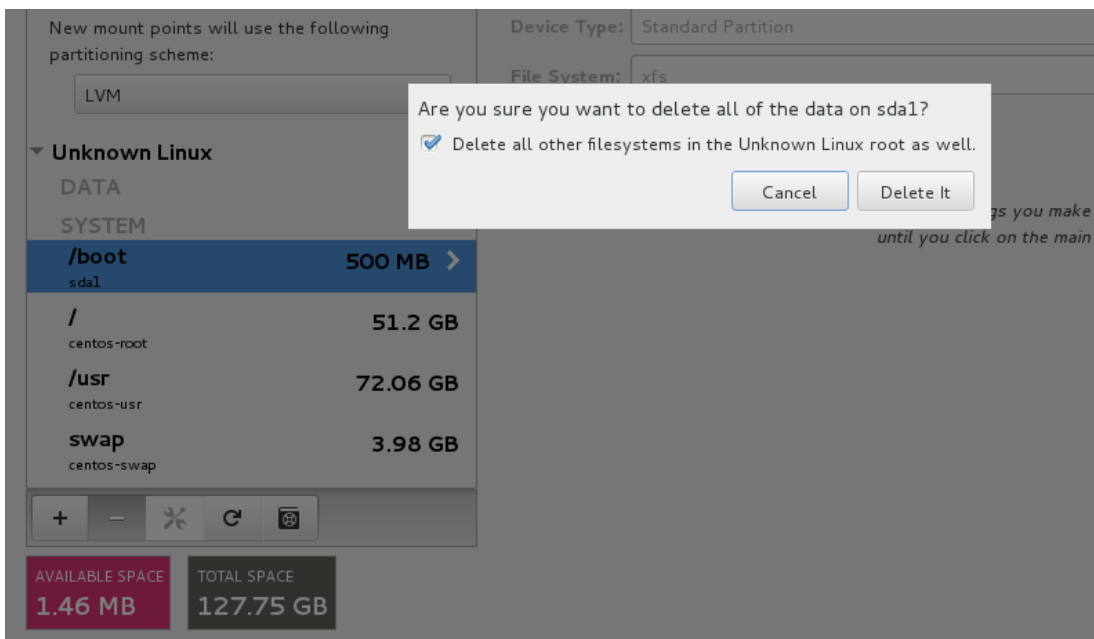 New mount points will use the following
partitioning scheme:
LVM
Unknown Linux
DATA
SYSTEM
/boot
500 MB
sda1
/
51.2 GB
centos-root
/usr
72.06 GB
centos-usr
swap
3.98 GB
centos-swap
AVAILABLE SPACE
1.46 MB
TOTAL SPACE
127.75 GB
Device Type:
Standard Partition
File System:
xfs
Are you sure you want to delete all of the data on sda1?
Delete all other filesystems in the Unknown Linux root as well.
Cancel
Delete It
gs you make
until you click on the main